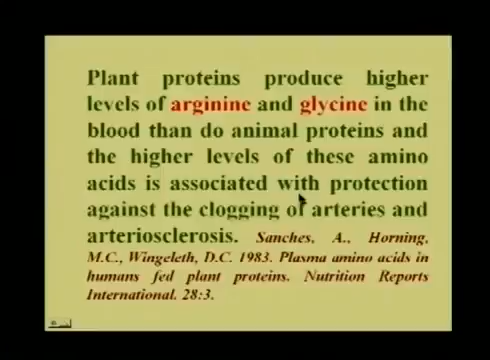 Plant proteins produce higher
levels of arginine and glycine in the
blood than do animal proteins and
the higher levels of these amino
acids is associated with protection
against the clogging of arteries and
arteriosclerosis. Sanches, A., Horning,
M.C., Wingeleth, D.C. 1983. Plasma amino acids in
humans fed plant proteins. Nutrition Reports
International. 28:3.